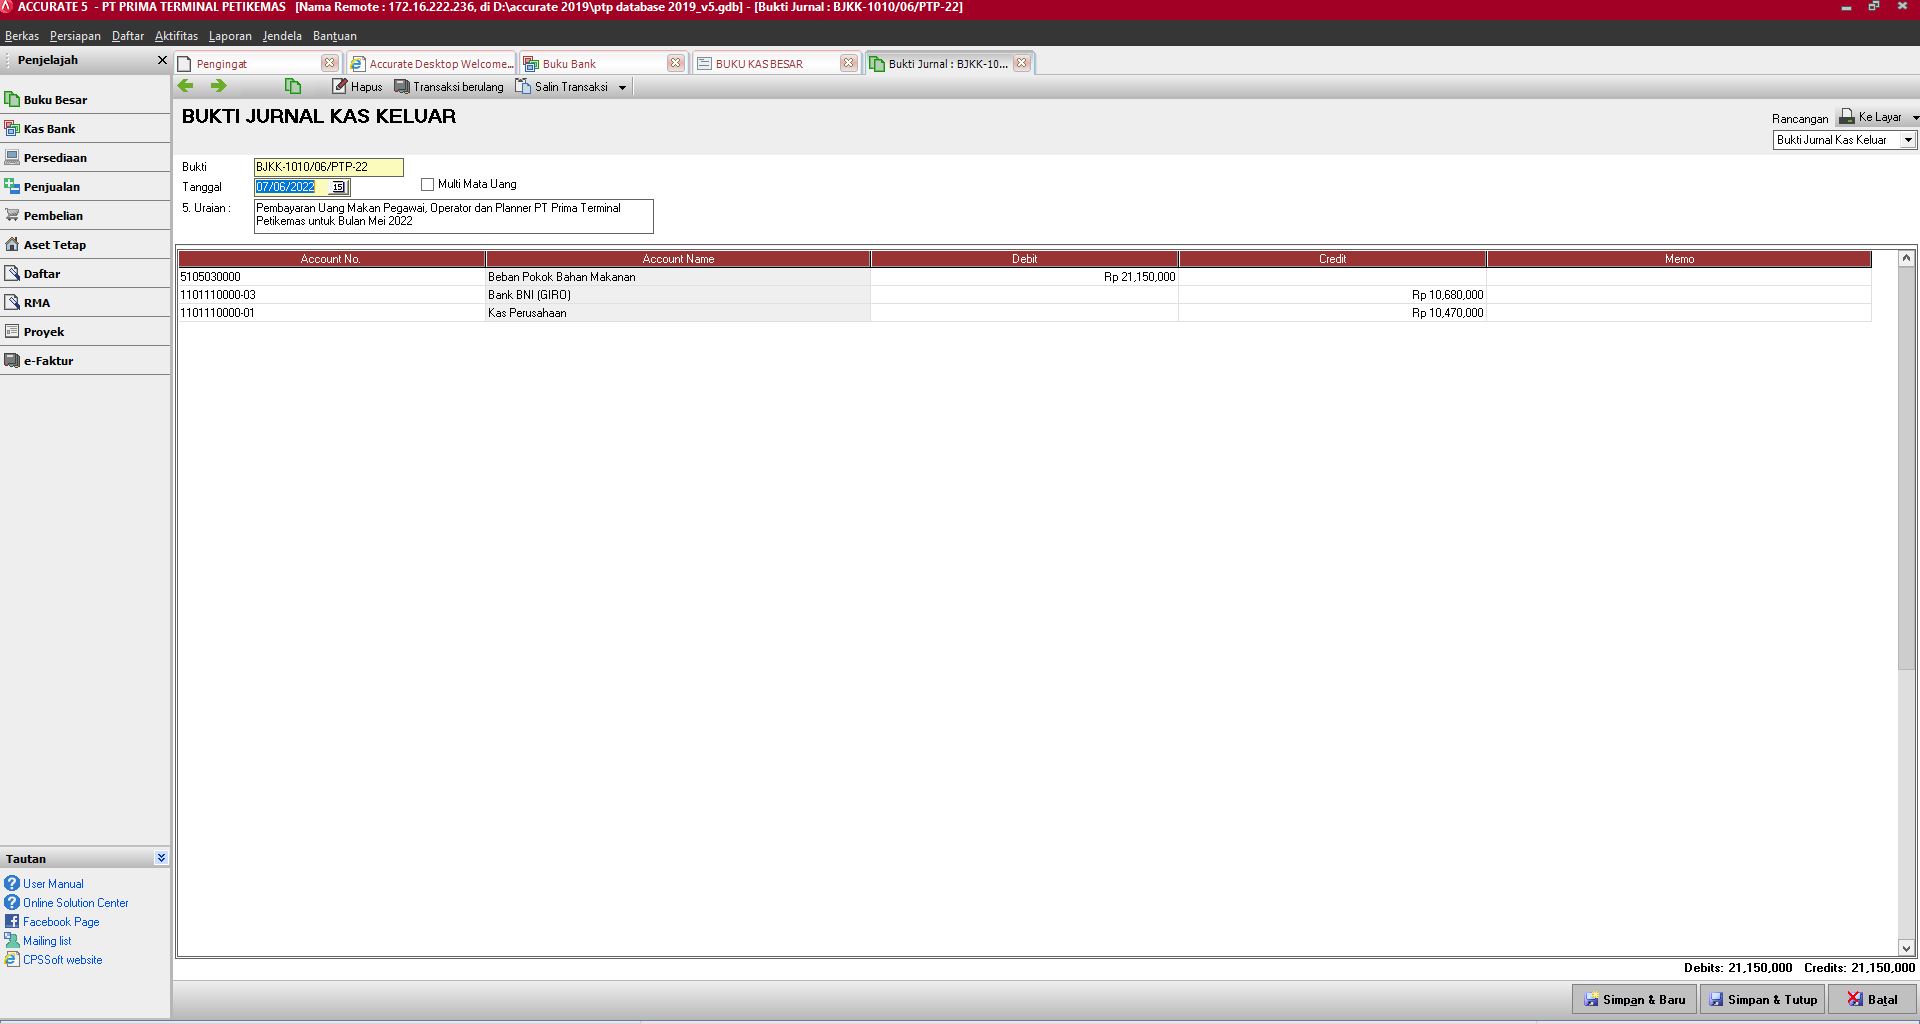 ACCURATE 5 - PT PRIMA TERMINAL PETIKEMAS [Nama Remote : 172.16.222.236, di D:\accurate 2019\ptp database 2019_v5.gdb] - [Bukti Jurnal : BJKK-1010/06/PTP-22]
Berkas Persiapan Daftar Aktifitas Laporan Jendela Bantuan
Penjelajah
Pengingat
Accurate Desktop Welcome...
Buku Bank
BUKU KAS BESAR
Bukti Jurnal : BJKK-10...
Hapus
Transaksi berulang
Salin Transaksi
Buku Besar
Kas Bank
Persediaan
Penjualan
Pembelian
Aset Tetap
Daftar
RMA
Proyek
e-Faktur
BUKTI JURNAL KAS KELUAR
Rancangan
Ke Layar
Bukti Jurnal Kas Keluar
Bukti BJKK-1010/06/PTP-22
Tanggal 07/06/2022 15
Multi Mata Uang
5. Uraian : Pembayaran Uang Makan Pegawai, Operator dan Planner PT Prima Terminal
Petikemas untuk Bulan Mei 2022
Account No. Account Name Debit Credit Memo
5105030000 Beban Pokok Bahan Makanan Rp 21,150,000
1101110000-03 Bank BNI (GIRO) Rp 10,680,000
1101110000-01 Kas Perusahaan Rp 10,470,000
Tautan
User Manual
Online Solution Center
Facebook Page
Mailing list
CPSSoft website
Debits: 21,150,000 Credits: 21,150,000
Simpan & Baru
Simpan & Tutup
Batal